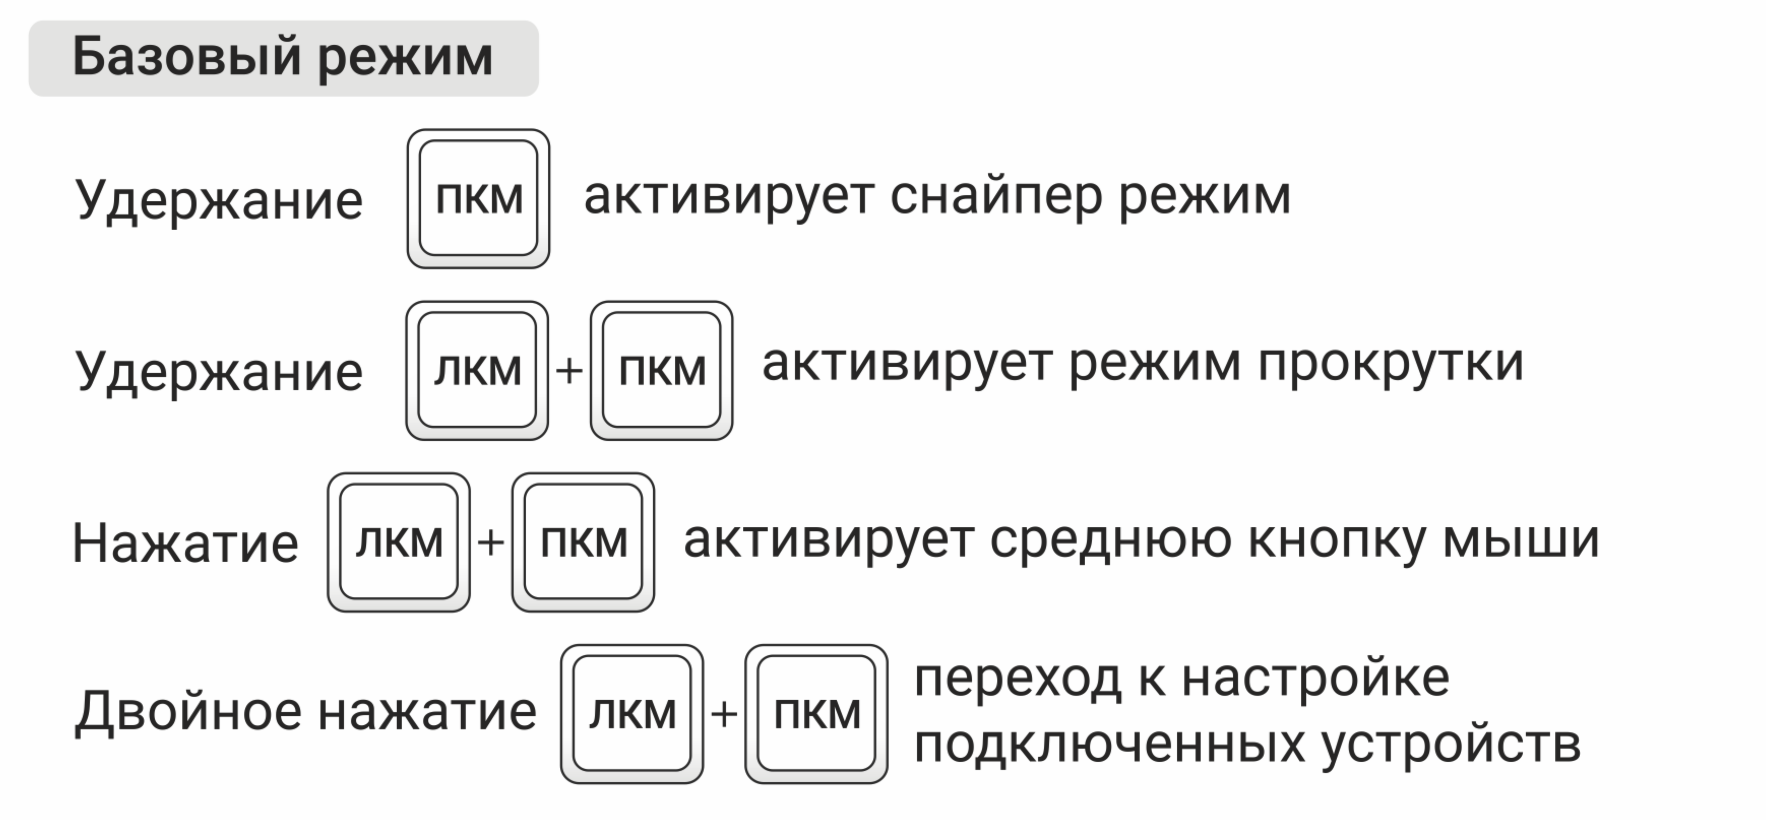 Базовый режим
Удержание ПКМ активирует снайпер режим
Удержание ЛКМ + ПКМ активирует режим прокрутки
Нажатие ЛКМ + ПКМ активирует среднюю кнопку мыши
Двойное нажатие ЛКМ + ПКМ переход к настройке
подключенных устройств